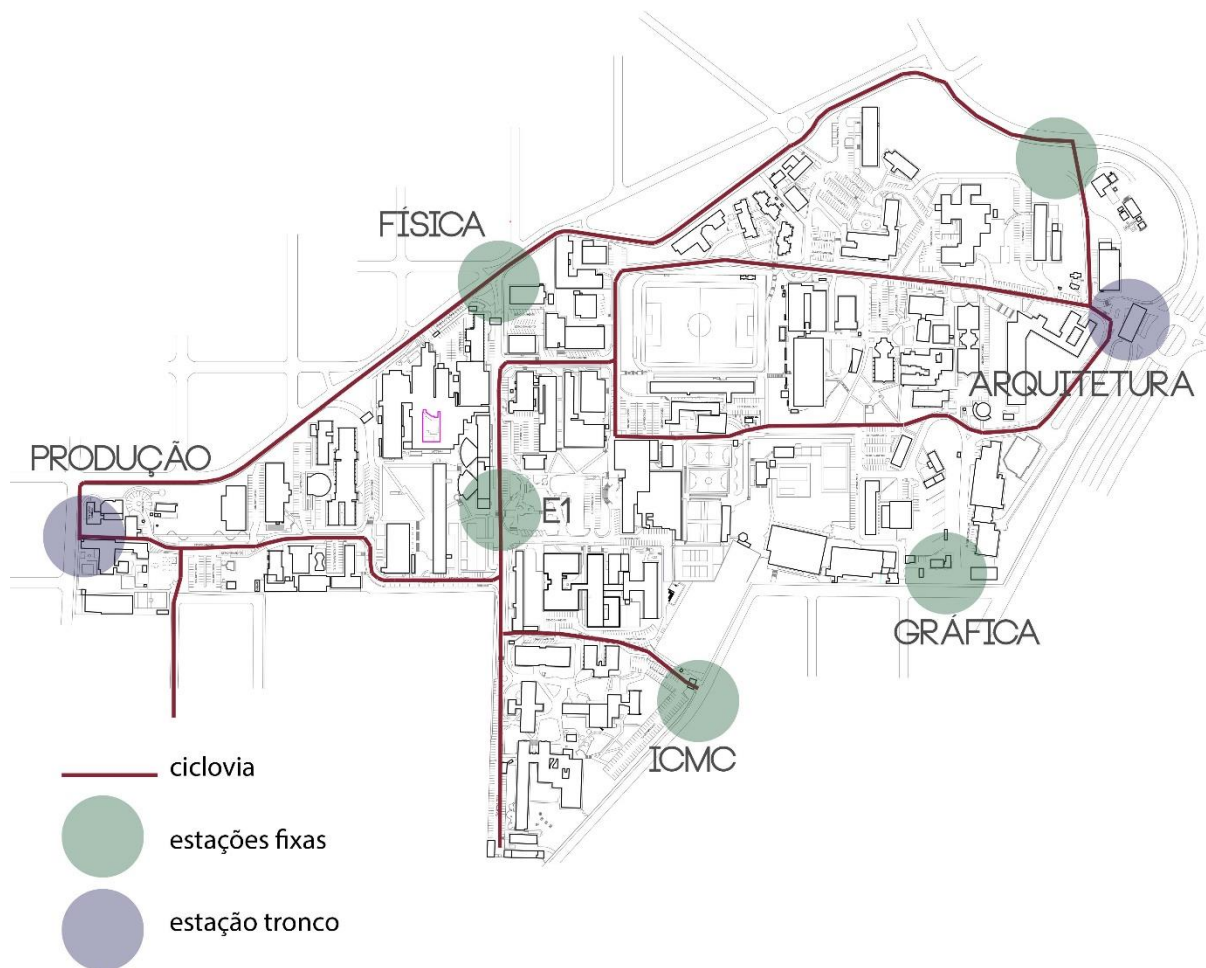 FÍSICA
ARQUITETURA
PRODUÇÃO
E1
GRÁFICA
ICMC
ciclovia
estações fixas
estação tronco